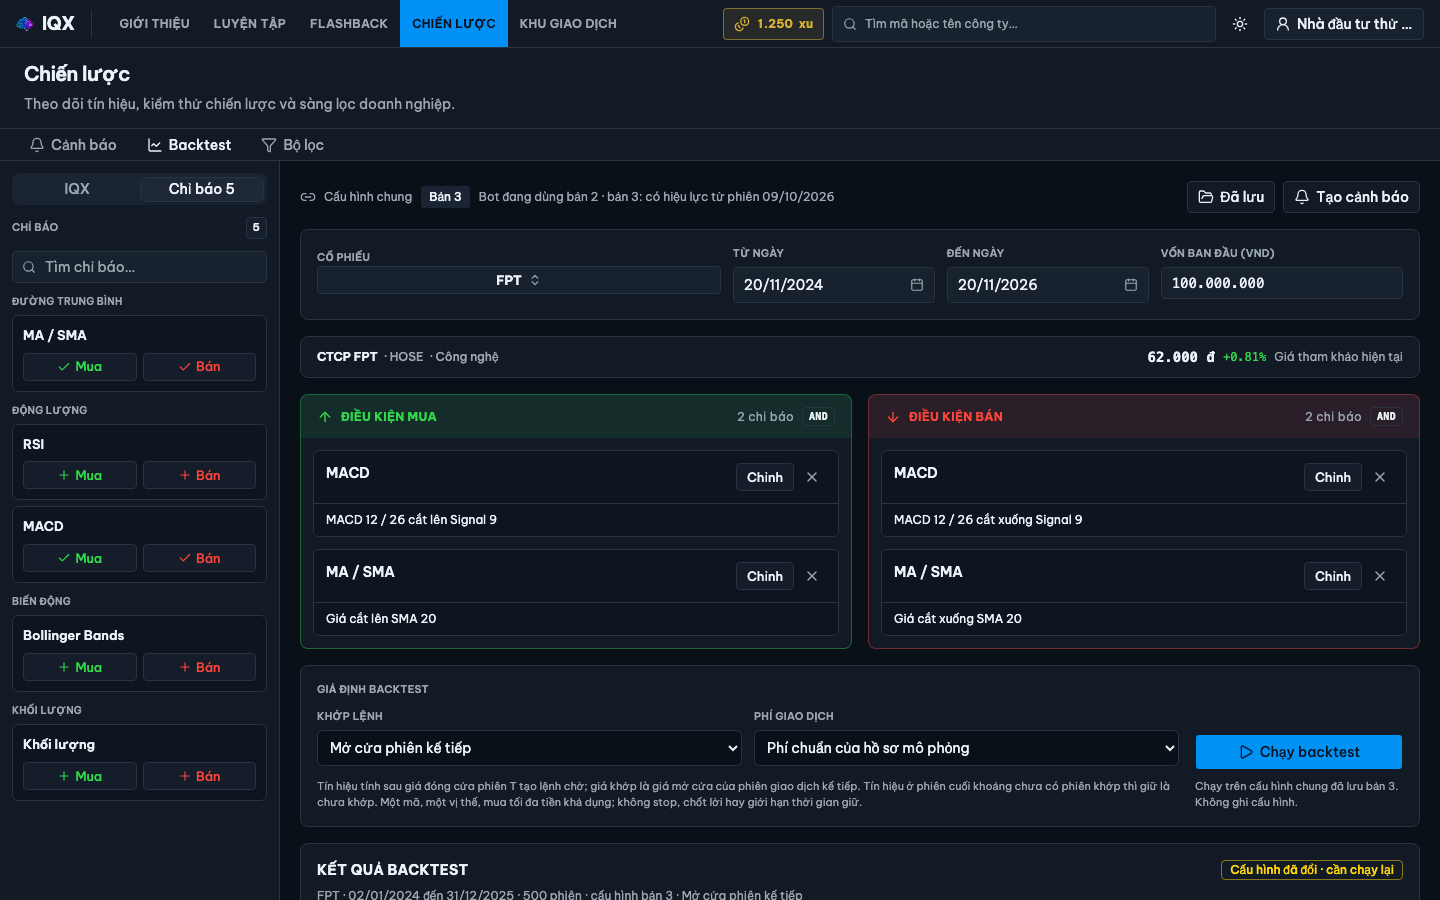 IQX
GIỚI THIỆU
LUYỆN TẬP
FLASHBACK
CHIẾN LƯỢC
KHU GIAO DỊCH
1.250 xu
Tìm mã hoặc tên công ty...
Nhà đầu tư thử ...
Chiến lược
Theo dõi tín hiệu, kiểm thử chiến lược và sàng lọc doanh nghiệp.
Cảnh báo
Backtest
Bộ lọc
IQX
Chỉ báo 5
CHỈ BÁO
5
Tìm chỉ báo...
ĐƯỜNG TRUNG BÌNH
MA / SMA
Mua
Bán
ĐỘNG LƯỢNG
RSI
Mua
Bán
MACD
Mua
Bán
BIẾN ĐỘNG
Bollinger Bands
Mua
Bán
KHỐI LƯỢNG
Khối lượng
Mua
Bán
Cấu hình chung
Bản 3
Bot đang dùng bản 2 · bản 3: có hiệu lực từ phiên 09/10/2026
Đã lưu
Tạo cảnh báo
CỔ PHIẾU
FPT
TỪ NGÀY
20/11/2024
ĐẾN NGÀY
20/11/2026
VỐN BAN ĐẦU (VND)
100.000.000
CTCP FPT · HOSE · Công nghệ
62.000 đ +0.81% Giá tham khảo hiện tại
ĐIỀU KIỆN MUA
2 chỉ báo AND
MACD
Chỉnh
MACD 12 / 26 cắt lên Signal 9
MA / SMA
Chỉnh
Giá cắt lên SMA 20
ĐIỀU KIỆN BÁN
2 chỉ báo AND
MACD
Chỉnh
MACD 12 / 26 cắt xuống Signal 9
MA / SMA
Chỉnh
Giá cắt xuống SMA 20
GIẢ ĐỊNH BACKTEST
KHỚP LỆNH
Mở cửa phiên kế tiếp
PHÍ GIAO DỊCH
Phí chuẩn của hồ sơ mô phỏng
Tín hiệu tính sau giá đóng cửa phiên T tạo lệnh chờ; giá khớp là giá mở cửa của phiên giao dịch kế tiếp. Tín hiệu ở phiên cuối khoảng chưa có phiên khớp thì giữ là
chưa khớp. Một mã, một vị thế, mua tối đa tiền khả dụng; không stop, chốt lời hay giới hạn thời gian giữ.
Chạy backtest
Chạy trên cấu hình chung đã lưu bản 3.
Không ghi cấu hình.
KẾT QUẢ BACKTEST
Cấu hình đã đổi · cần chạy lại
FPT · 02/01/2024 đến 31/12/2025 · 500 phiên · cấu hình bản 3 · Mở cửa phiên kế tiếp